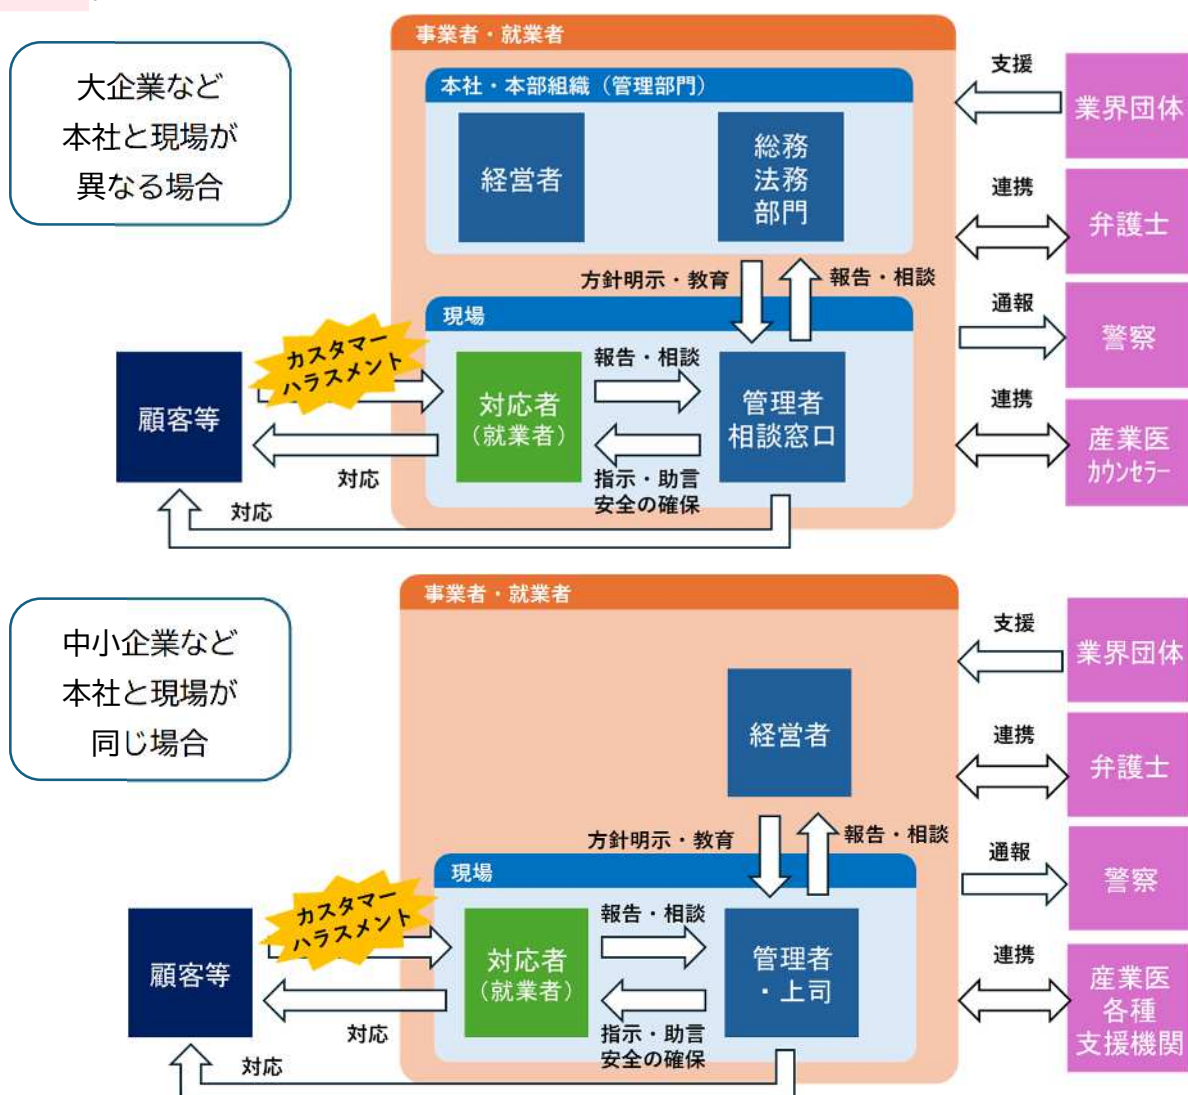 大企業など
本社と現場が
異なる場合
事業者・就業者
本社・本部組織（管理部門）
経営者
総務
法務
部門
方針明示・教育
報告・相談
現場
カスタマー
ハラスメント
顧客等
対応者
（就業者）
報告・相談
指示・助言
安全の確保
管理者
相談窓口
対応
対応
支援
業界団体
連携
弁護士
通報
警察
連携
産業医
カウンセラー
中小企業など
本社と現場が
同じ場合
事業者・就業者
経営者
方針明示・教育
報告・相談
現場
カスタマー
ハラスメント
顧客等
対応者
（就業者）
報告・相談
指示・助言
安全の確保
管理者
・上司
対応
対応
支援
業界団体
連携
弁護士
通報
警察
連携
産業医
各種
支援機関